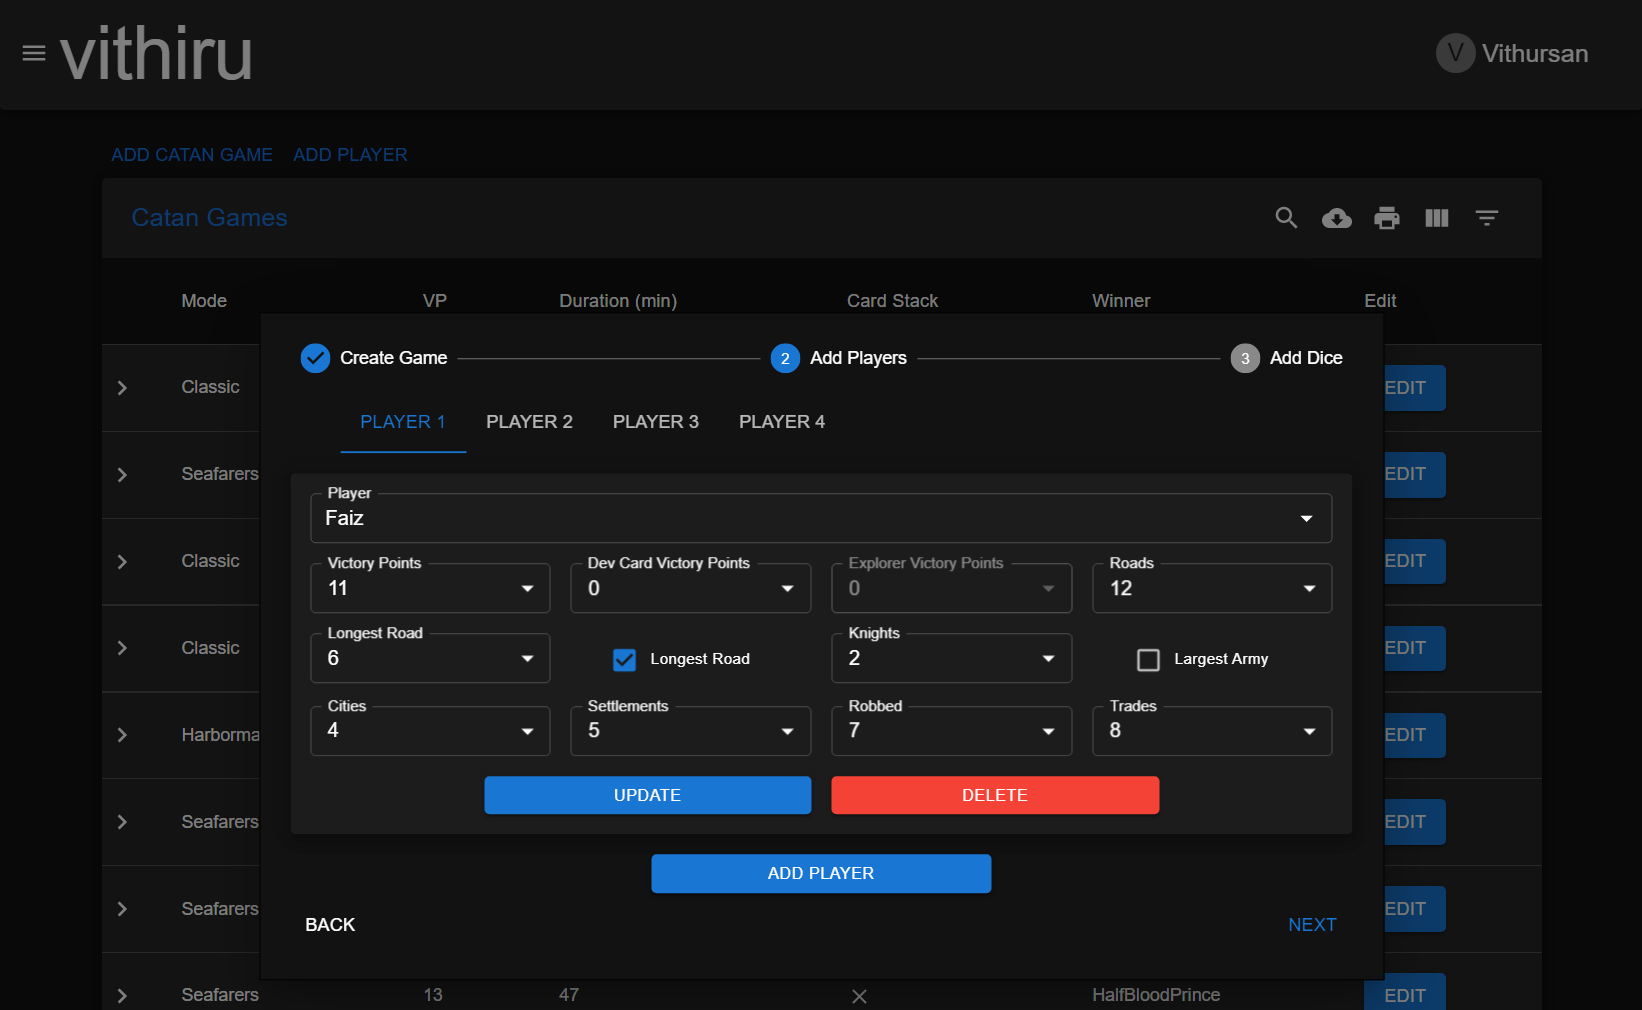 vithiru
V Vithursan
ADD CATAN GAME ADD PLAYER
Catan Games
Mode VP Duration (min) Card Stack Winner Edit
Create Game 2 Add Players 3 Add Dice
Classic EDIT
PLAYER 1 PLAYER 2 PLAYER 3 PLAYER 4
Seafarers EDIT
Player
Faiz
Classic EDIT
Victory Points Dev Card Victory Points Explorer Victory Points Roads
11 0 0 12
Longest Road Knights
6 Longest Road 2 Largest Army
Classic EDIT
Cities Settlements Robbed Trades
4 5 7 8
Harborma EDIT
UPDATE DELETE
Seafarers EDIT
ADD PLAYER
Seafarers EDIT
BACK NEXT
Seafarers 13 47 HalfBloodPrince EDIT